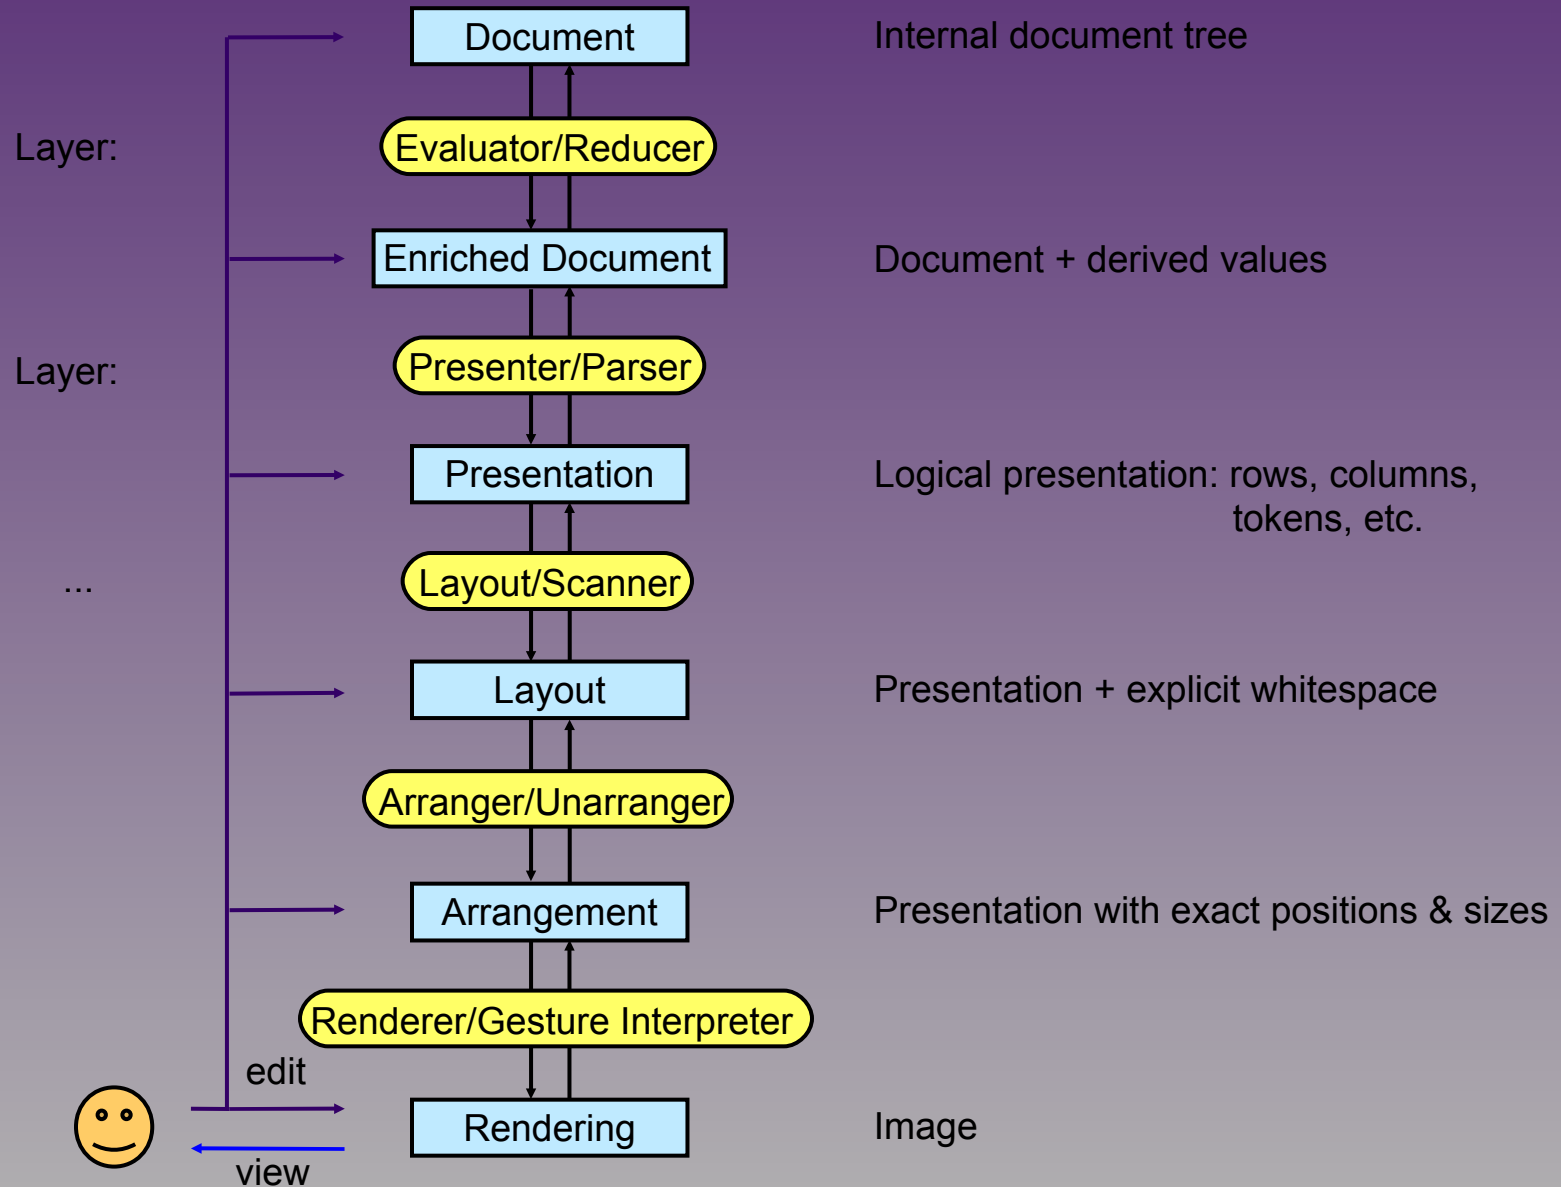 Document
Internal document tree
Layer:
Evaluator/Reducer
Enriched Document
Document + derived values
Layer:
Presenter/Parser
Presentation
Logical presentation: rows, columns,
tokens, etc.
...
Layout/Scanner
Layout
Presentation + explicit whitespace
Arranger/Unarranger
Arrangement
Presentation with exact positions & sizes
Renderer/Gesture Interpreter
edit
Rendering
Image
view